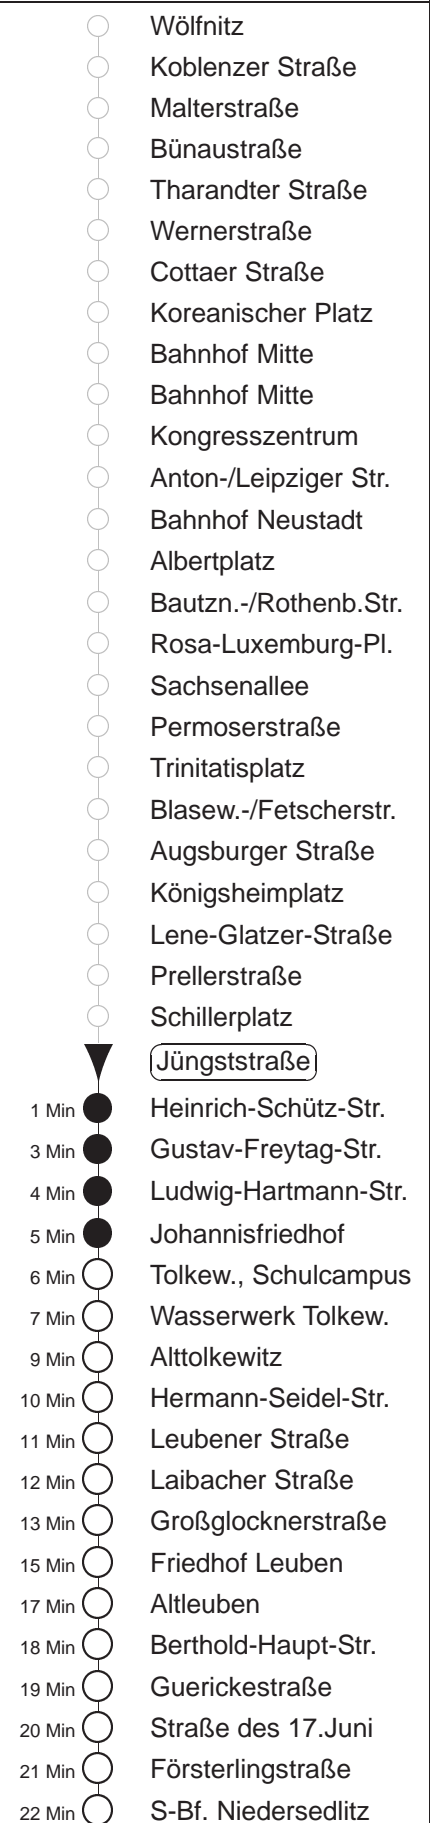 Wölfnitz
Koblenzer Straße
Malterstraße
Bünaustraße
Tharandter Straße
Wernerstraße
Cottaer Straße
Koreanischer Platz
Bahnhof Mitte
Bahnhof Mitte
Kongresszentrum
Anton-/Leipziger Str.
Bahnhof Neustadt
Albertplatz
Bautzn.-/Rothenb.Str.
Rosa-Luxemburg-Pl.
Sachsenallee
Permoserstraße
Trinitatisplatz
Blasew.-/Fetscherstr.
Augsburger Straße
Königsheimplatz
Lene-Glatzer-Straße
Prellerstraße
Schillerplatz
Jüngststraße
1 Min Heinrich-Schütz-Str.
3 Min Gustav-Freytag-Str.
4 Min Ludwig-Hartmann-Str.
5 Min Johannisfriedhof
6 Min Tolkew., Schulcampus
7 Min Wasserwerk Tolkew.
9 Min Alttolkewitz
10 Min Hermann-Seidel-Str.
11 Min Leubener Straße
12 Min Laibacher Straße
13 Min Großglocknerstraße
15 Min Friedhof Leuben
17 Min Altleuben
18 Min Berthold-Haupt-Str.
19 Min Guerickestraße
20 Min Straße des 17.Juni
21 Min Försterlingstraße
22 Min S-Bf. Niedersedlitz